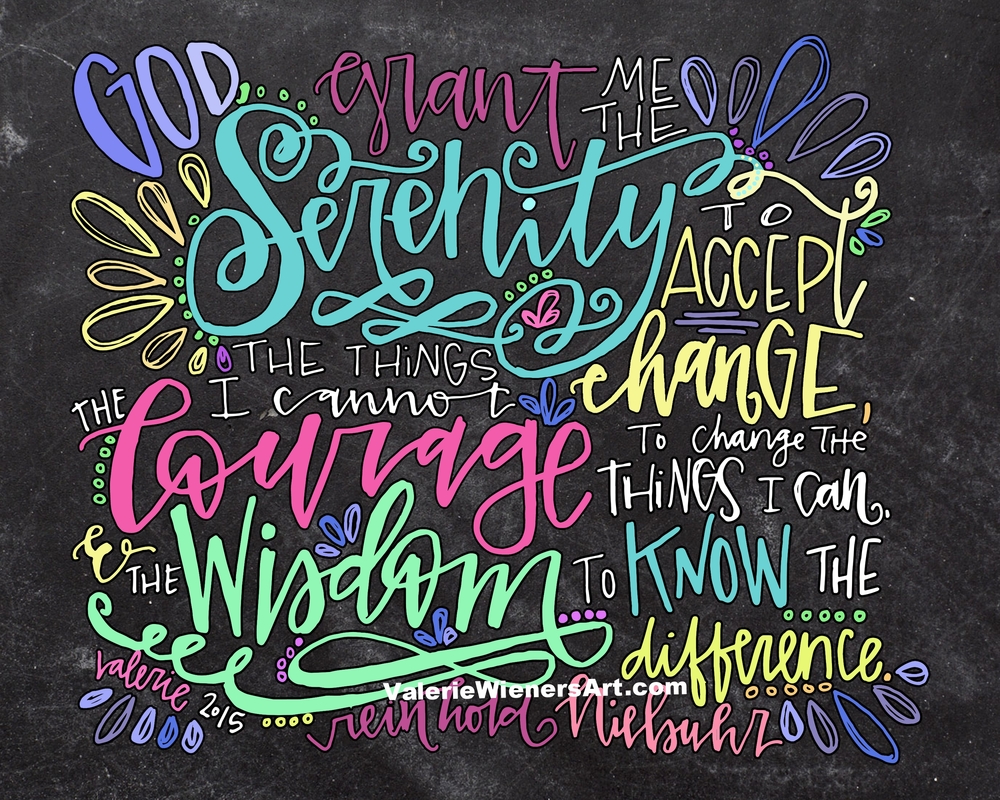 GOD grant ME THE
Serenity TO
ACCEPT
THE THINGS
I cannot change,
THE Courage To change THE
THINGS I can,
& THE Wisdom TO KNOW THE
difference.
valerie 2015
ValerieWienersArt.com
reinhold Niebuhr